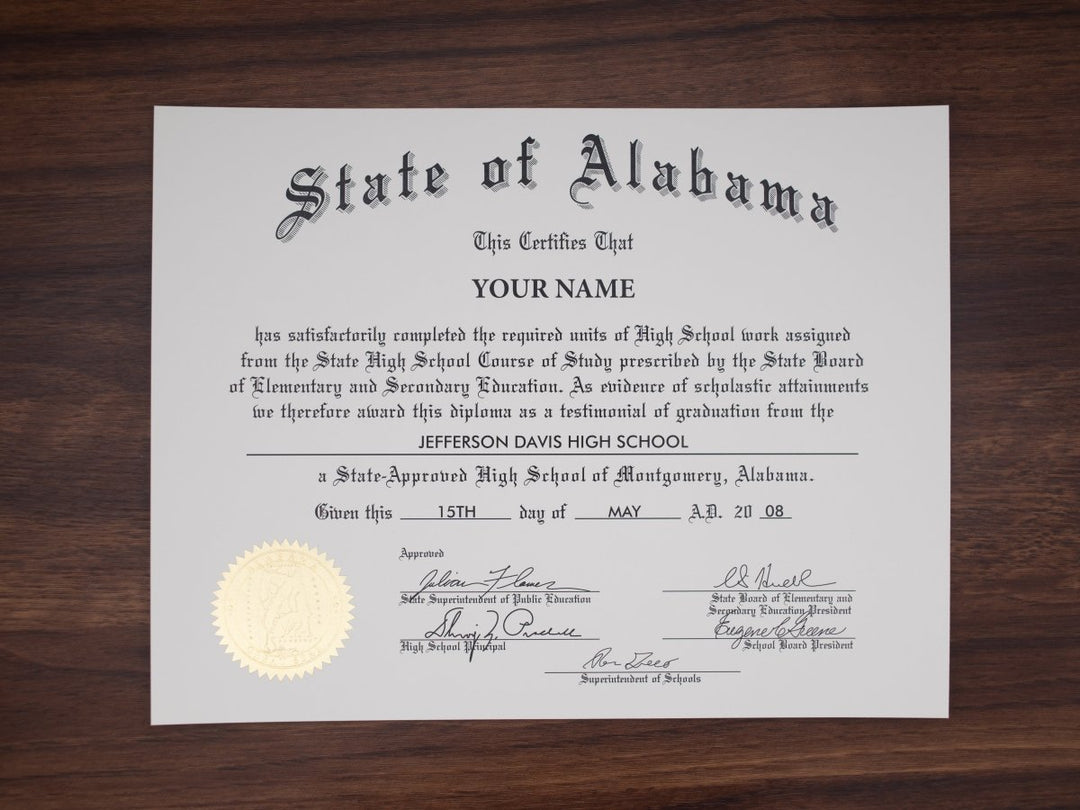 State of Alabama
This Certifies That
YOUR NAME
has satisfactorily completed the required units of High School work assigned
from the State High School Course of Study prescribed by the State Board
of Elementary and Secondary Education. As evidence of scholastic attainments
we therefore award this diploma as a testimonial of graduation from the
JEFFERSON DAVIS HIGH SCHOOL
a State-Approved High School of Montgomery, Alabama.
Given this 15TH day of MAY A.D. 20 08
Approved
State Superintendent of Public Education
State Board of Elementary and
Secondary Education President
Eugene C Greene
High School Principal
School Board President
Superintendent of Schools